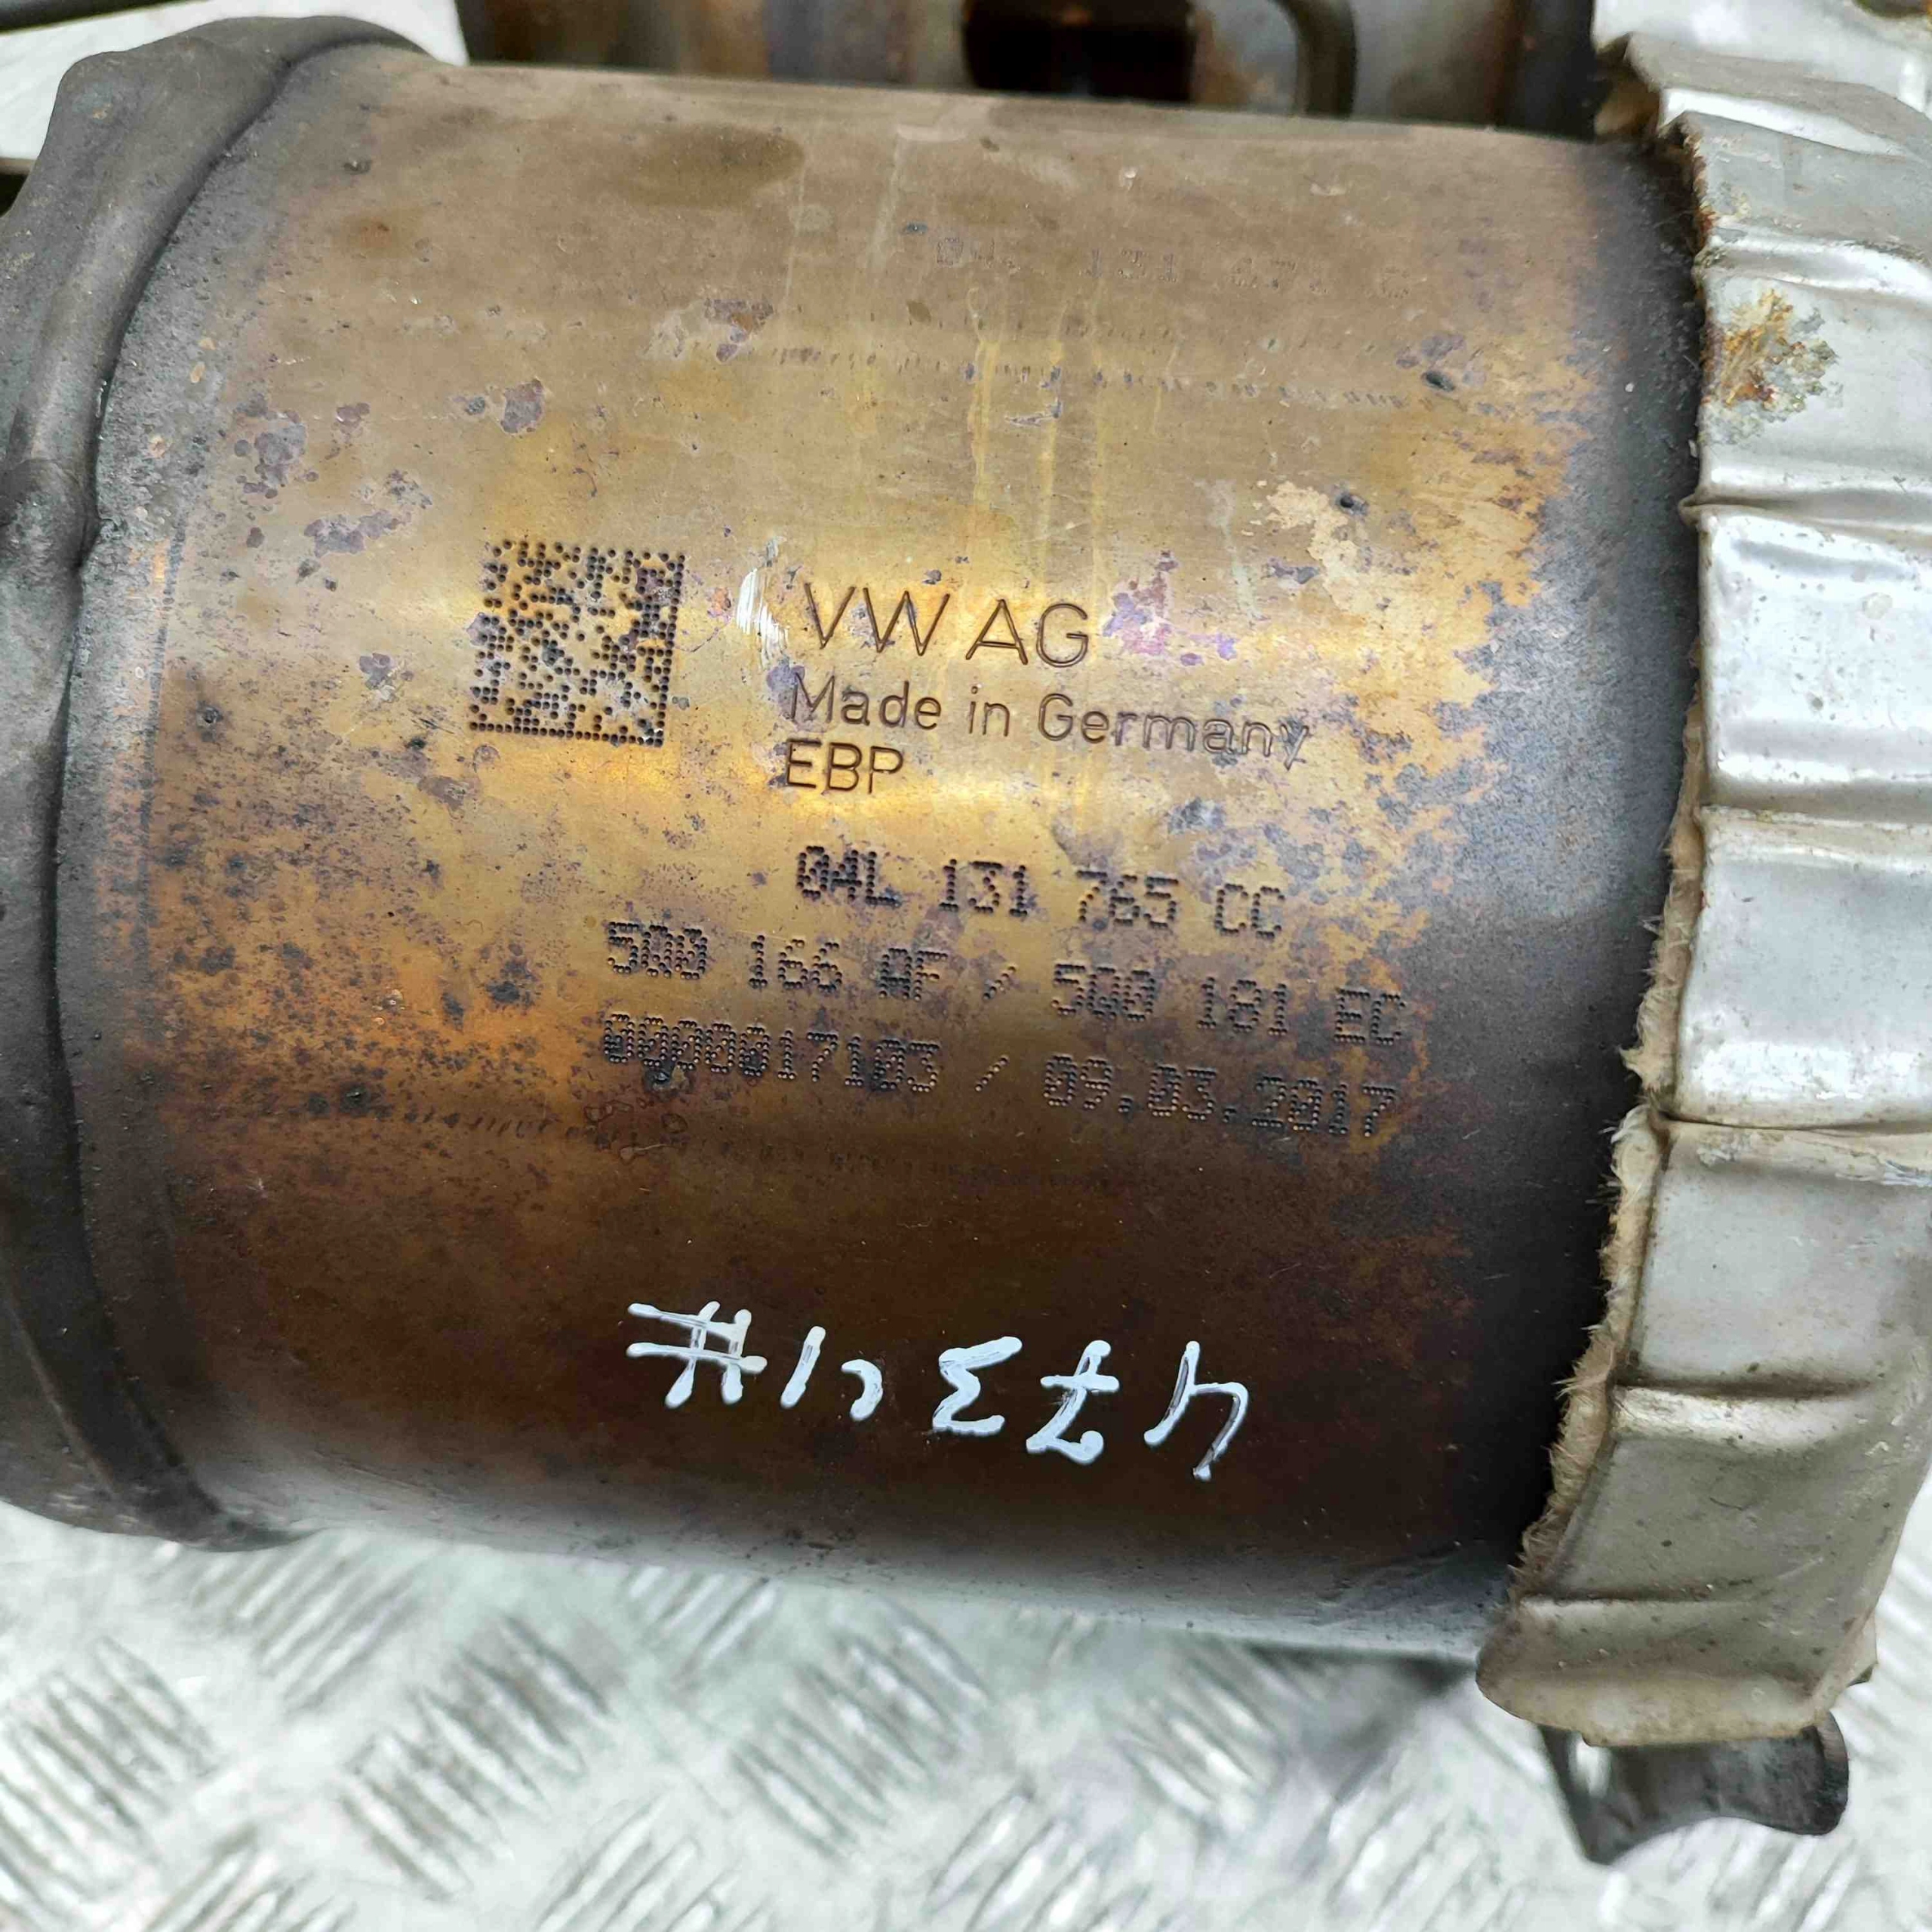 VW AG
Made in Germany
EBP
04L 131 765 CC
5Q0 166 AF / 5Q0 181 EC
0000017103 / 09.03.2017